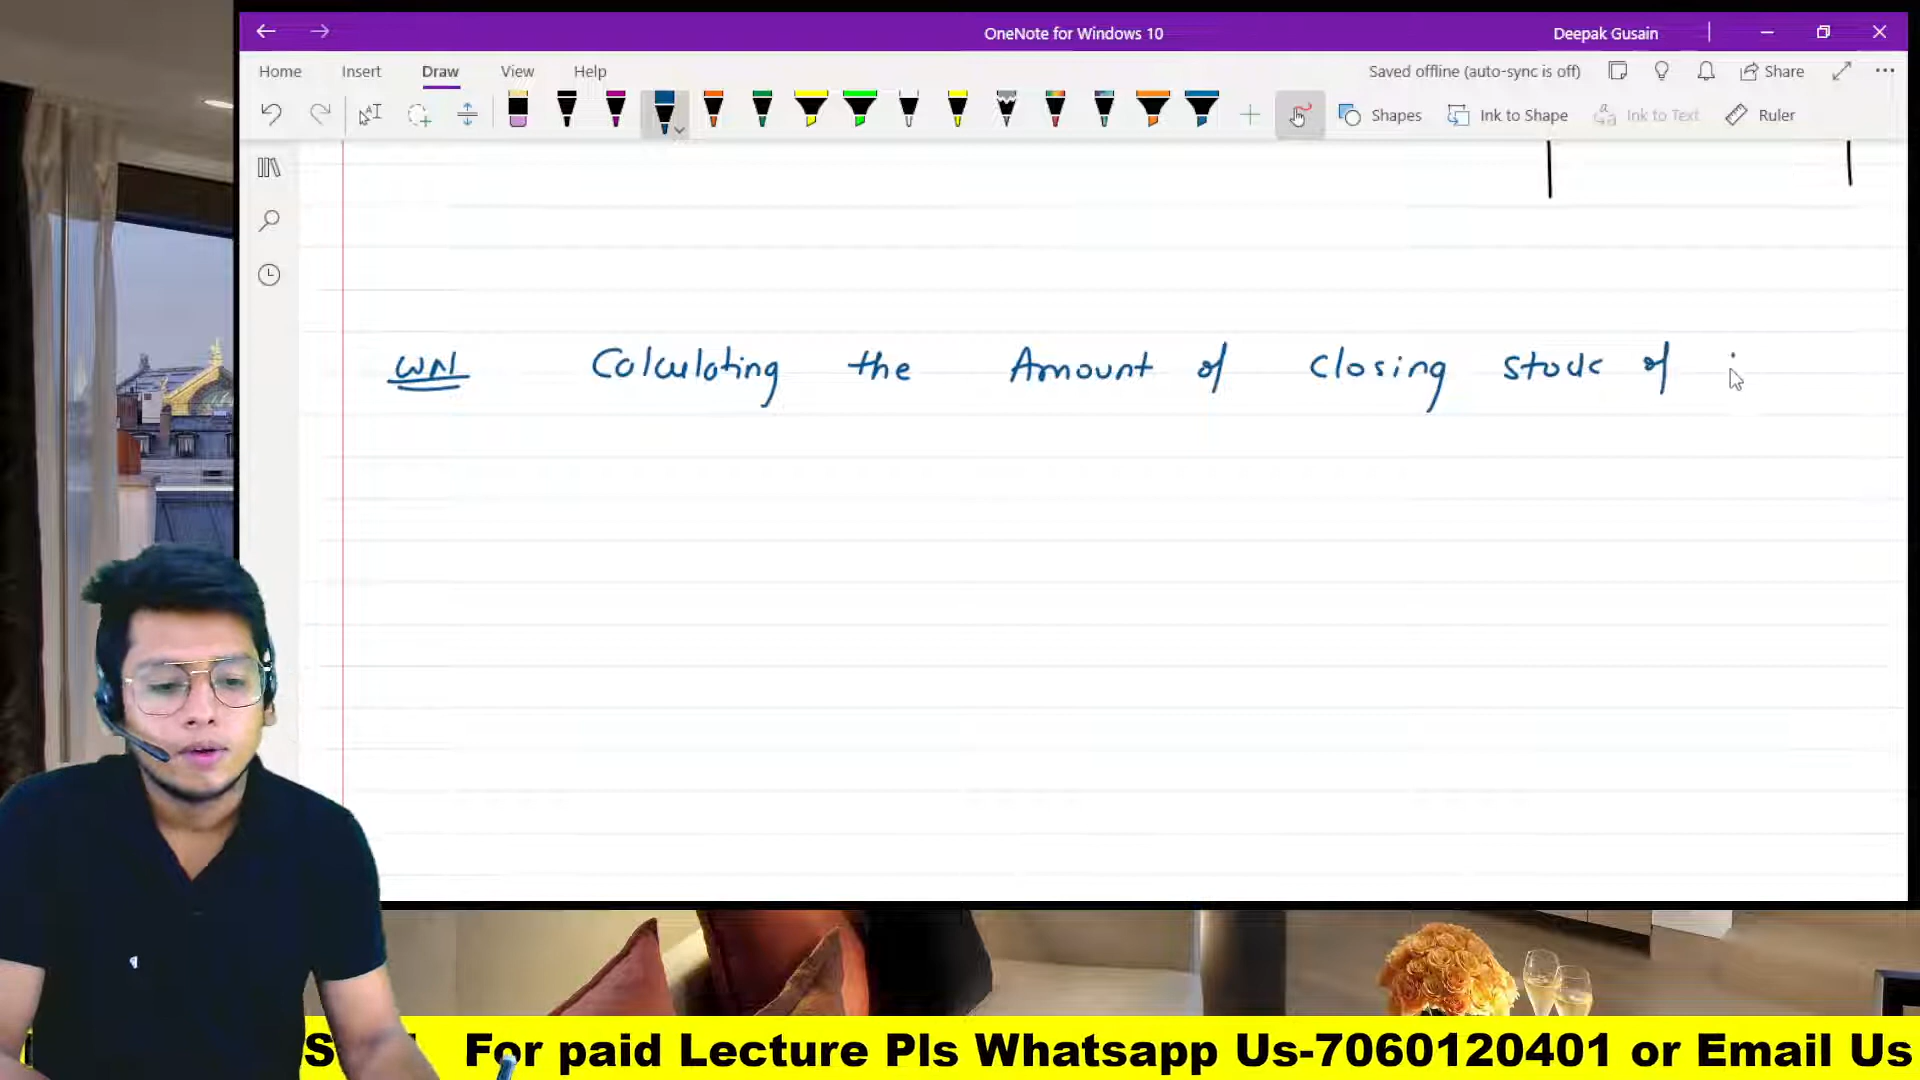 OneNote for Windows 10
Deepak Gusain
Home Insert Draw View Help
Saved offline (auto-sync is off)
Share
Shapes
Ink to Shape
Ink to Text
Ruler
WN Calculating the Amount of Closing Stock of
For paid Lecture Pls Whatsapp Us-7060120401 or Email Us